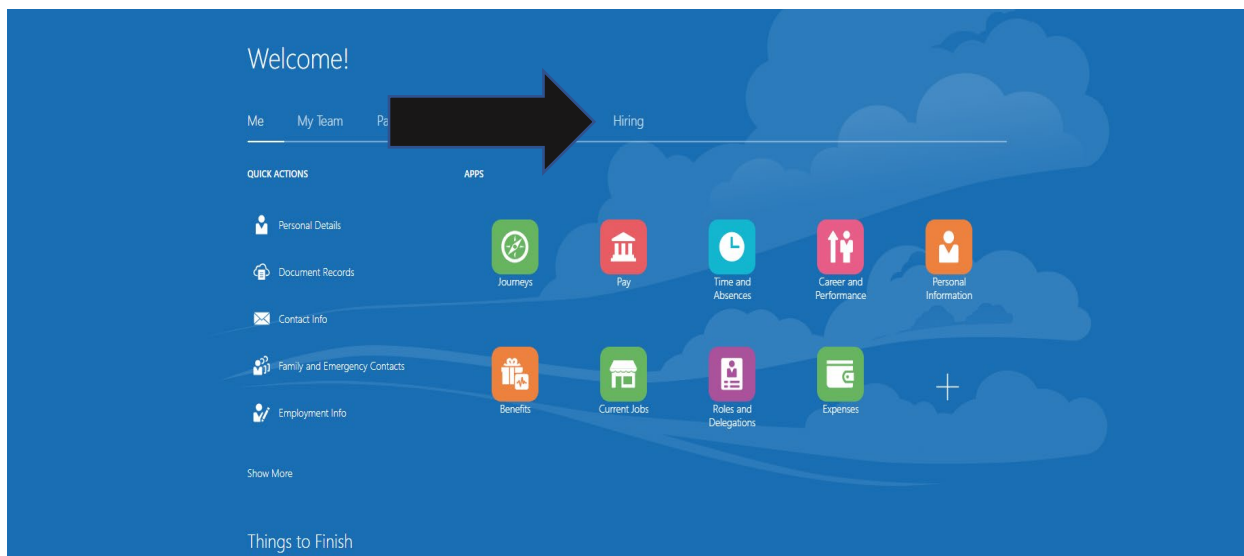 Welcome!
Me My Team Hiring
QUICK ACTIONS
APPS
Personal Details
Document Records
Contact Info
Family and Emergency Contacts
Employment Info
Show More
Journeys
Pay
Time and
Absences
Career and
Performance
Personal
Information
Benefits
Current Jobs
Roles and
Delegations
Expenses
Things to Finish